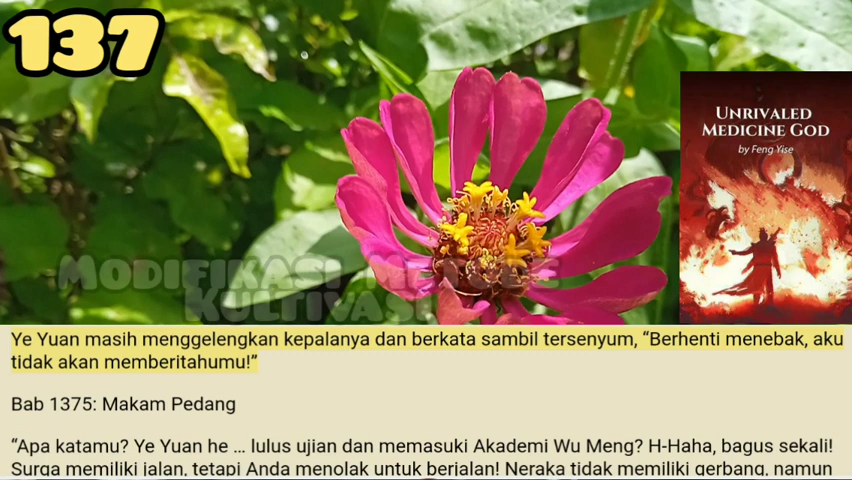 137
UNRIVALED
MEDICINE GOD
by Feng Yise
MODIFIKASI METODE
KULTIVASI
Ye Yuan masih menggelengkan kepalanya dan berkata sambil tersenyum, “Berhenti menebak, aku
tidak akan memberitahumu!”
Bab 1375: Makam Pedang
“Apa katamu? Ye Yuan he ... lulus ujian dan memasuki Akademi Wu Meng? H-Haha, bagus sekali!
Surga memiliki jalan, tetapi Anda menolak untuk berjalan! Neraka tidak memiliki gerbang, namun